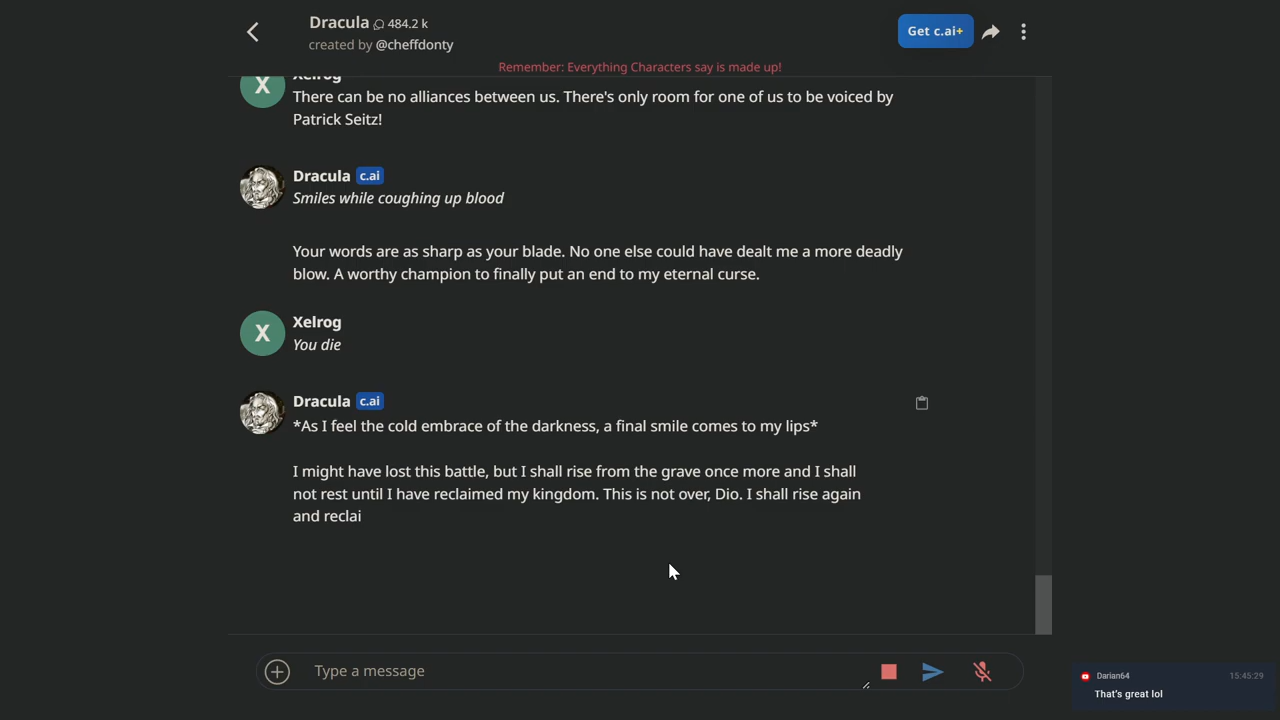 Dracula 484.2 k
created by @cheffdonty
Get c.ai+
Remember: Everything Characters say is made up!
X
Xelrog
There can be no alliances between us. There's only room for one of us to be voiced by
Patrick Seitz!
Dracula c.ai
Smiles while coughing up blood
Your words are as sharp as your blade. No one else could have dealt me a more deadly
blow. A worthy champion to finally put an end to my eternal curse.
X
Xelrog
You die
Dracula c.ai
*As I feel the cold embrace of the darkness, a final smile comes to my lips*
I might have lost this battle, but I shall rise from the grave once more and I shall
not rest until I have reclaimed my kingdom. This is not over, Dio. I shall rise again
and reclai
Type a message
Darian64 15:45:29
That's great lol